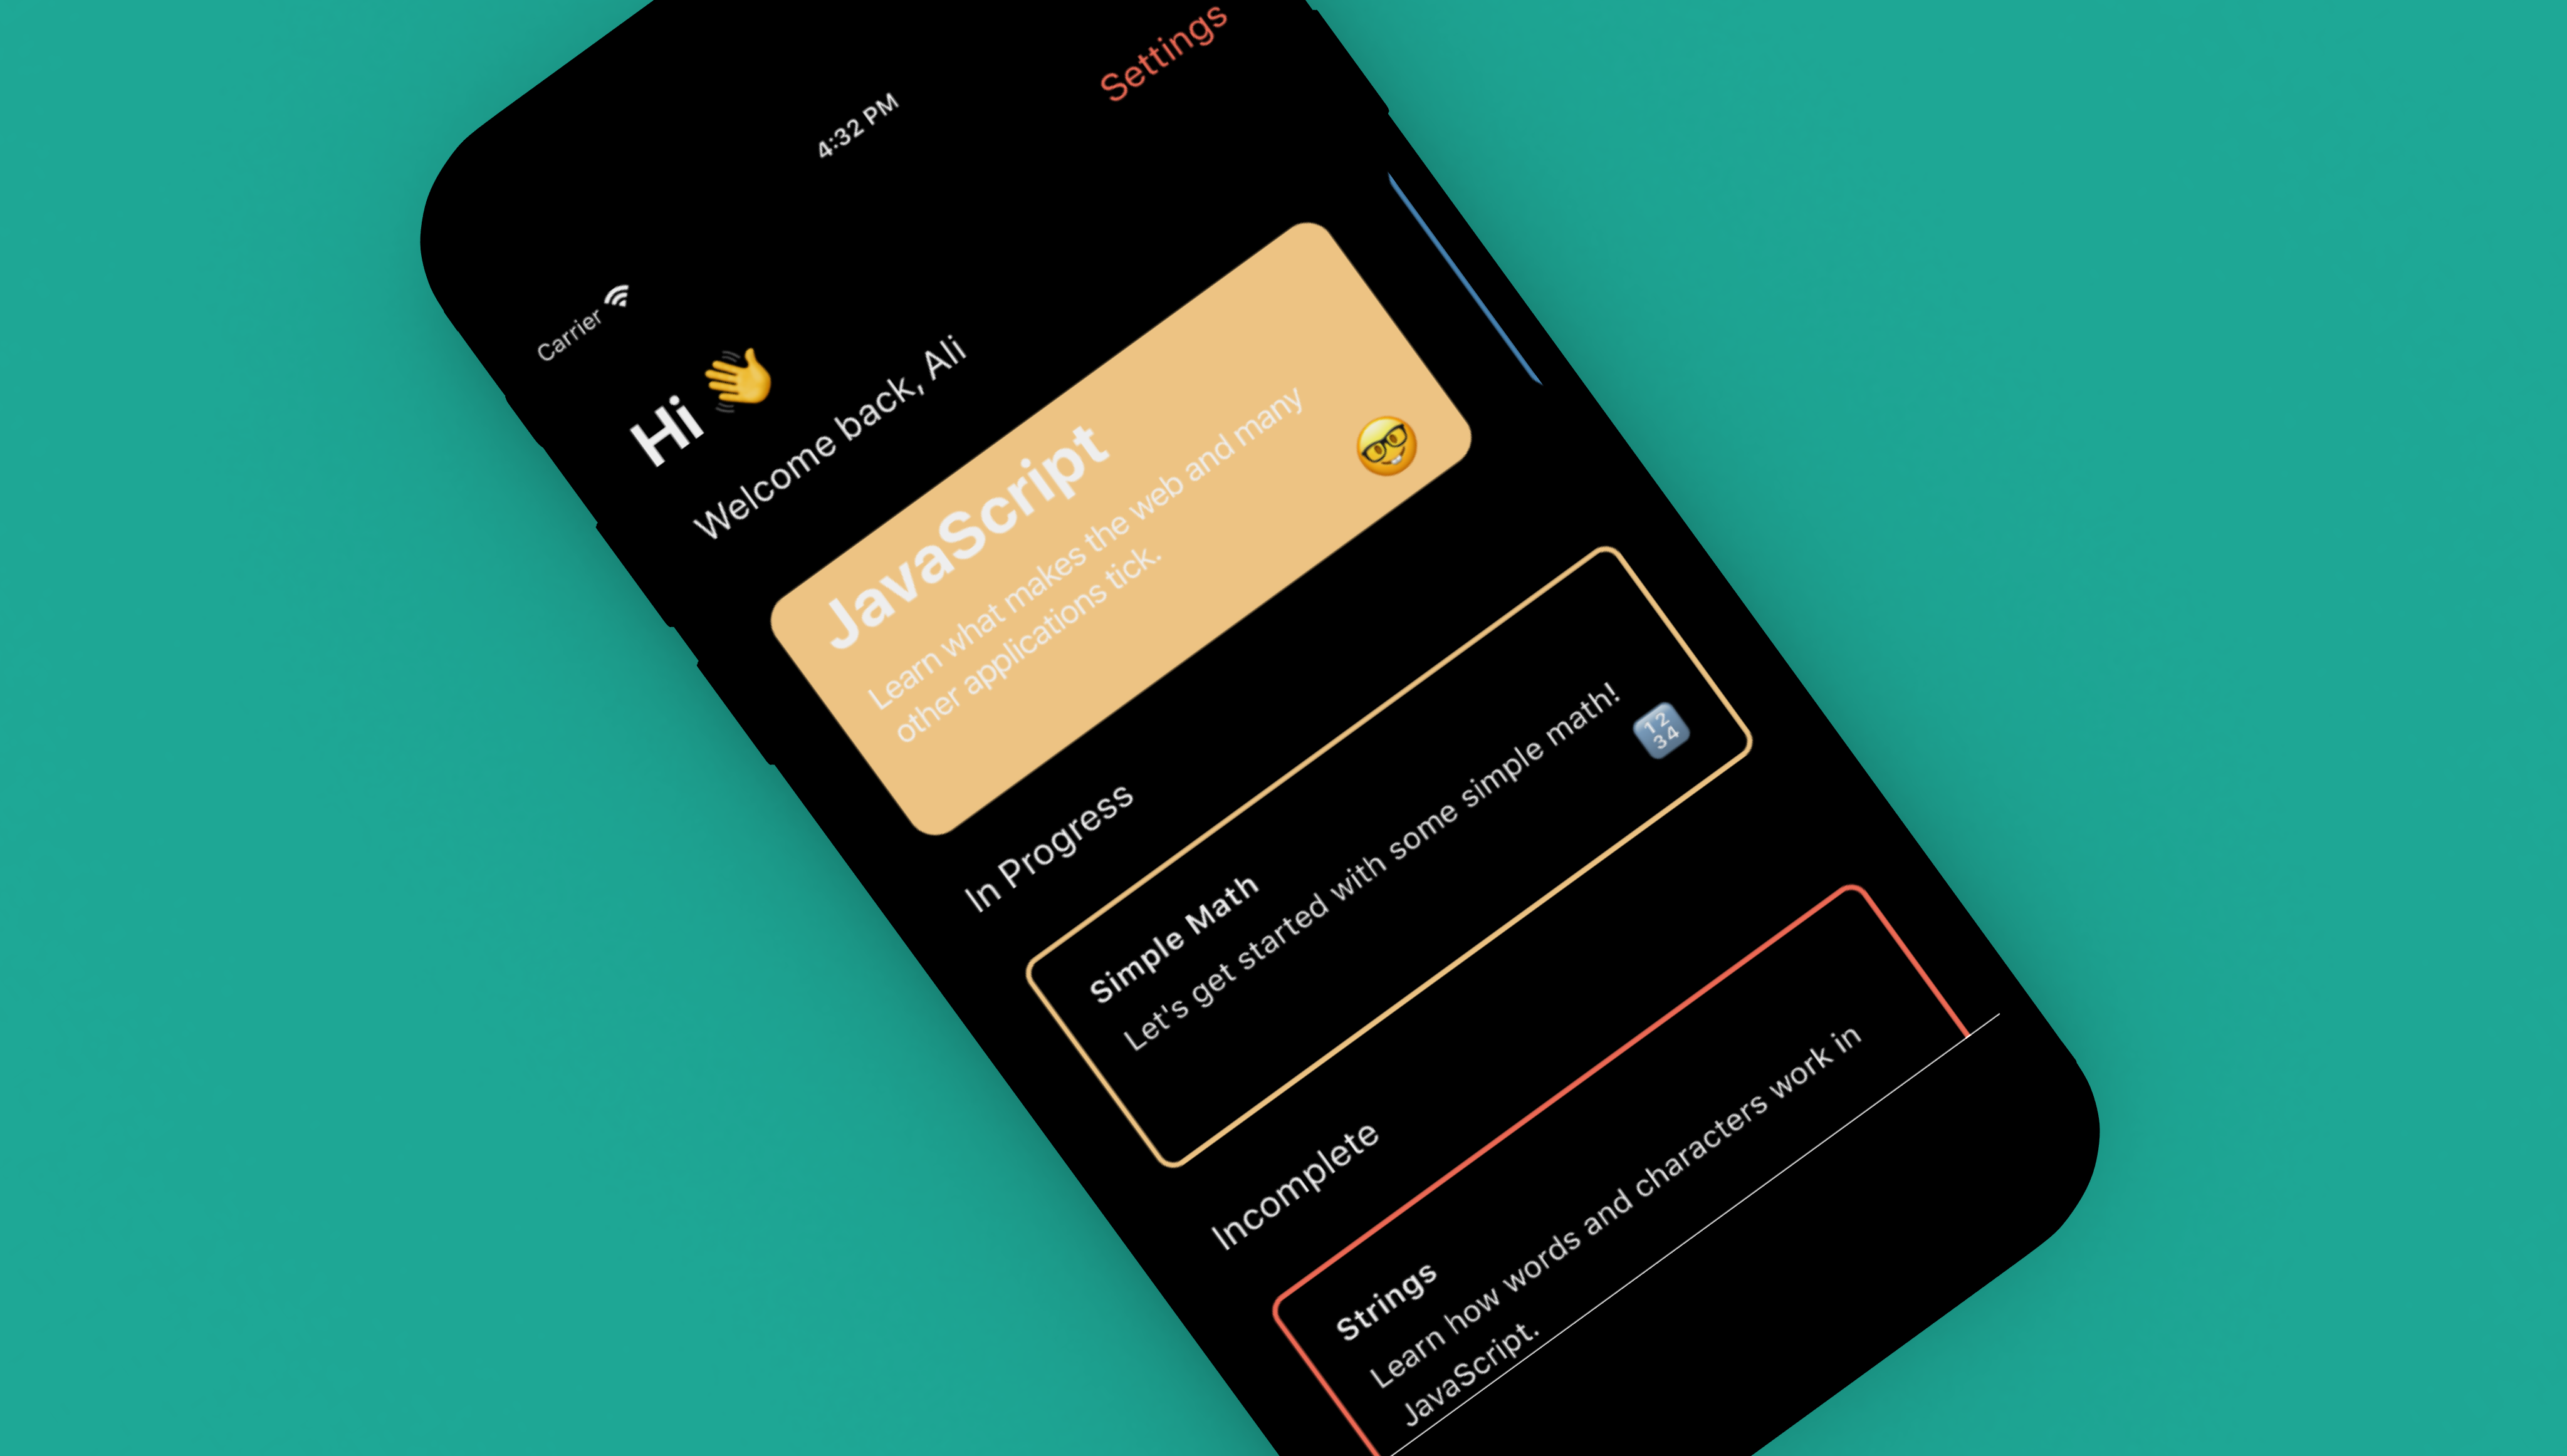 Settings
4:32 PM
Carrier
Hi 👋
Welcome back, Ali
JavaScript
Learn what makes the web and many
other applications tick.
🤓
In Progress
Simple Math
Let's get started with some simple math!
🔢
Incomplete
Strings
Learn how words and characters work in
JavaScript.